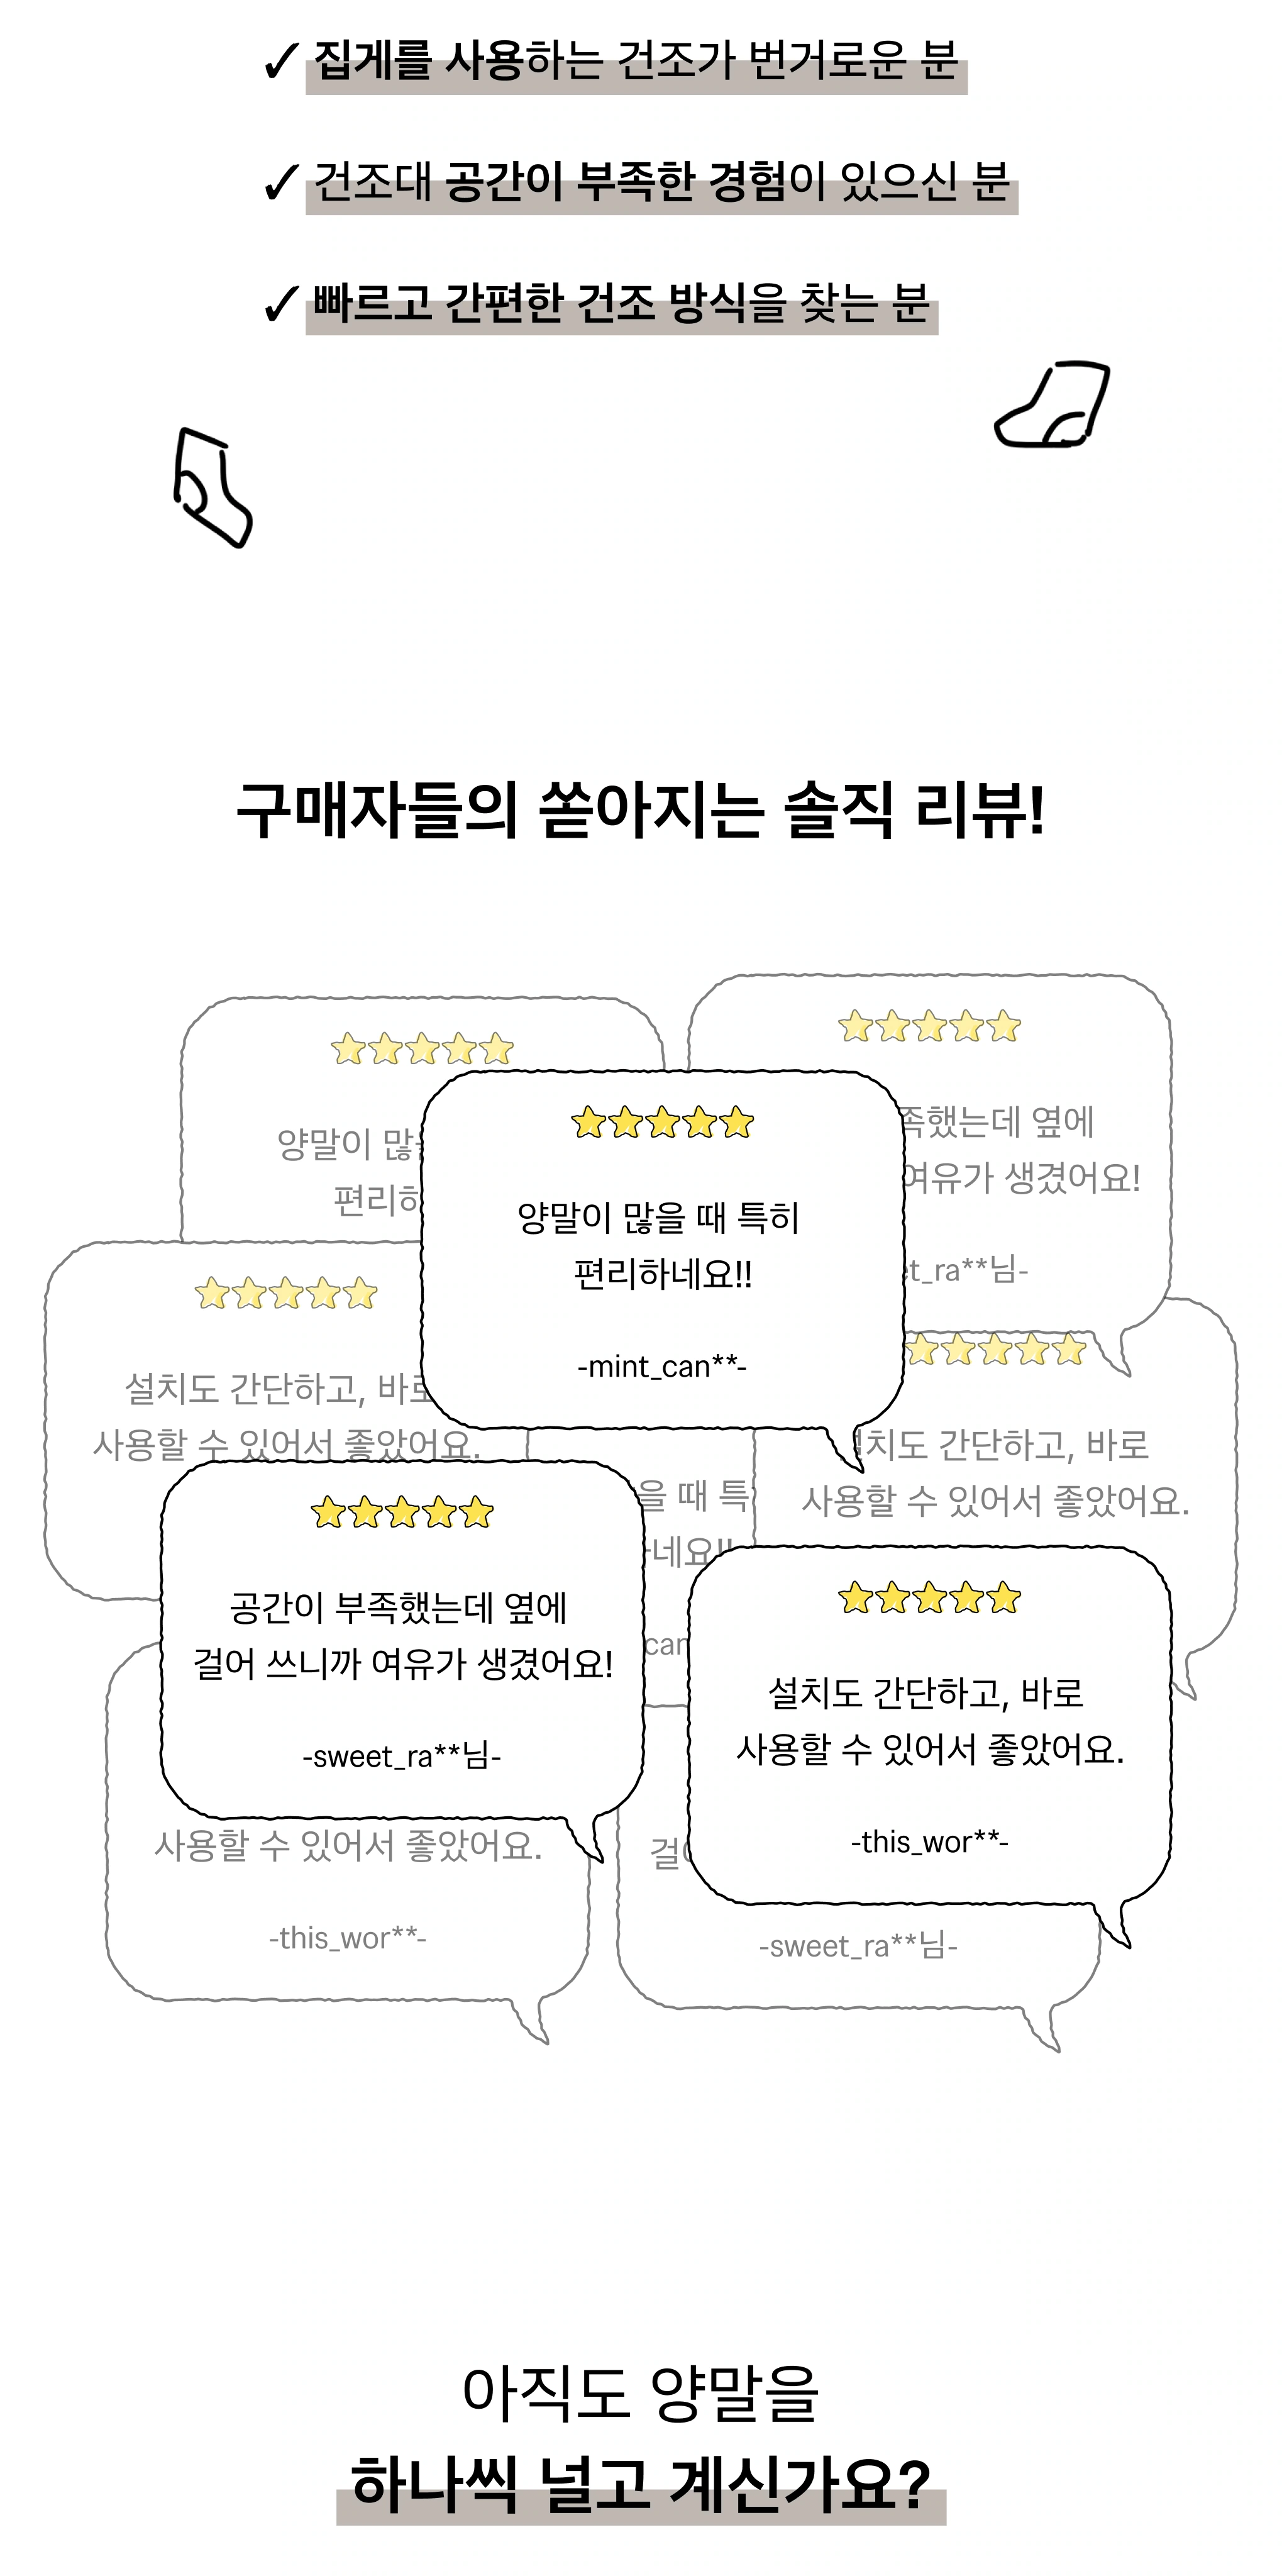 ✓ 집게를 사용하는 건조가 번거로운 분
✓ 건조대 공간이 부족한 경험이 있으신 분
✓ 빠르고 간편한 건조 방식을 찾는 분
구매자들의 쏟아지는 솔직 리뷰!
양말이
편리하
옆에
여유가 생겼어요!
양말이 많을 때 특히
편리하네요!!
-mint_can**-
설치도 간단하고, 바로
사용할 수 있어서 좋았어요.
간단하고, 바로
사용할 수 있어서 좋았어요.
때
공간이 부족했는데 옆에
걸어 쓰니까 여유가 생겼어요!
-sweet_ra**님-
설치도 간단하고, 바로
사용할 수 있어서 좋았어요.
-this_wor**-
사용할 수 있어서 좋았어요.
-this_wor**-
-sweet_ra**님-
아직도 양말을
하나씩 널고 계신가요?